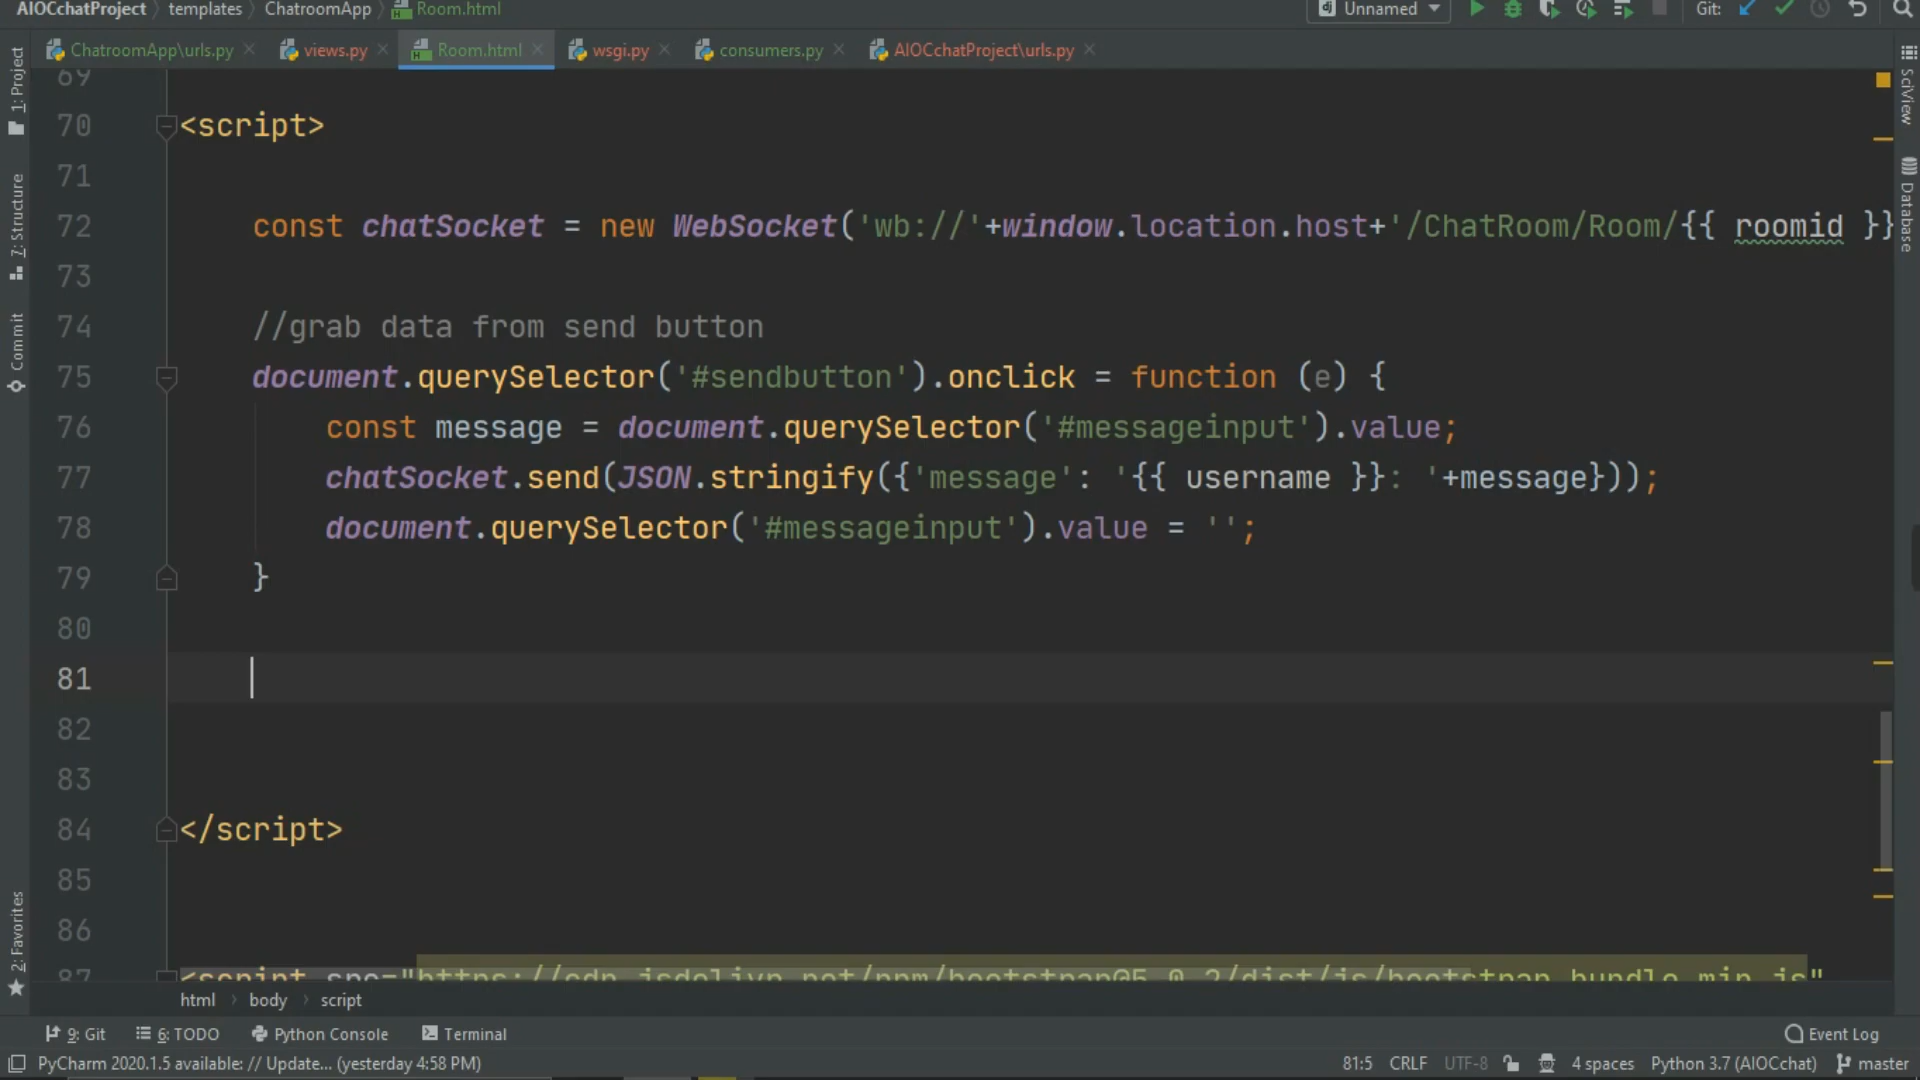 AIOCchatProject templates ChatroomApp Room.html Unnamed Git:
ChatroomApp\urls.py views.py Room.html wsgi.py consumers.py AIOCchatProject\urls.py
1: Project
7: Structure
Commit
2: Favorites
SciView
Database
69
70 <script>
71
72 const chatSocket = new WebSocket('wb://'+window.location.host+'/ChatRoom/Room/{{ roomid }}
73
74 //grab data from send button
75 document.querySelector('#sendbutton').onclick = function (e) {
76 const message = document.querySelector('#messageinput').value;
77 chatSocket.send(JSON.stringify({'message': '{{ username }}: '+message}));
78 document.querySelector('#messageinput').value = '';
79 }
80
81
82
83
84 </script>
85
86
87 <script src="https://cdn.jsdelivr.net/npm/bootstrap@5.0.2/dist/js/bootstrap.bundle.min.js"
html body script
9: Git 6: TODO Python Console Terminal Event Log
PyCharm 2020.1.5 available: // Update... (yesterday 4:58 PM) 81:5 CRLF UTF-8 4 spaces Python 3.7 (AIOCchat) master